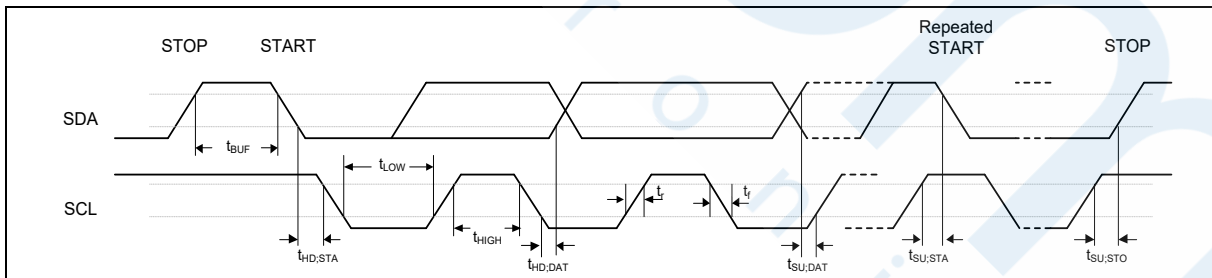 STOP
START
Repeated
START
STOP
SDA
tBUF
tLOW
SCL
tr
tf
tHIGH
tHD;STA
tHD;DAT
tSU;DAT
tSU;STA
tSU;STO